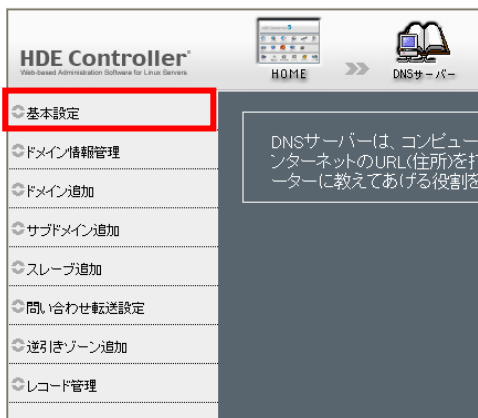 HDE Controller
Web-based Administration Software for Linux Servers
HOME
DNSサーバー
基本設定
ドメイン情報管理
ドメイン追加
サブドメイン追加
スレーブ追加
問い合わせ転送設定
逆引きゾーン追加
レコード管理
DNSサーバーは、コンピュー
ンターネットのURL(住所)を打
ーターに教えてあげる役割を